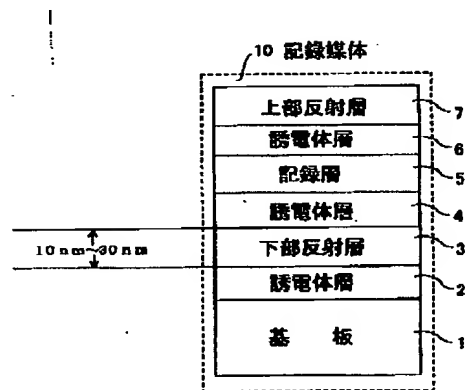 10 記録媒体
上部反射層 7
誘電体層 6
記録層 5
誘電体層 4
10nm~30nm 下部反射層 3
誘電体層 2
基 板 1